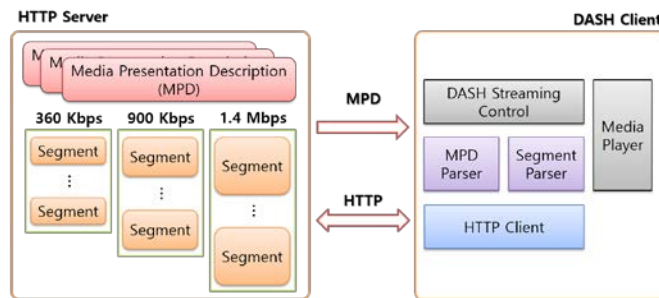 HTTP Server
DASH Client
Media Presentation Description
(MPD)
360 Kbps
900 Kbps
1.4 Mbps
Segment
Segment
Segment
Segment
Segment
Segment
MPD
HTTP
DASH Streaming
Control
MPD
Parser
Segment
Parser
Media
Player
HTTP Client